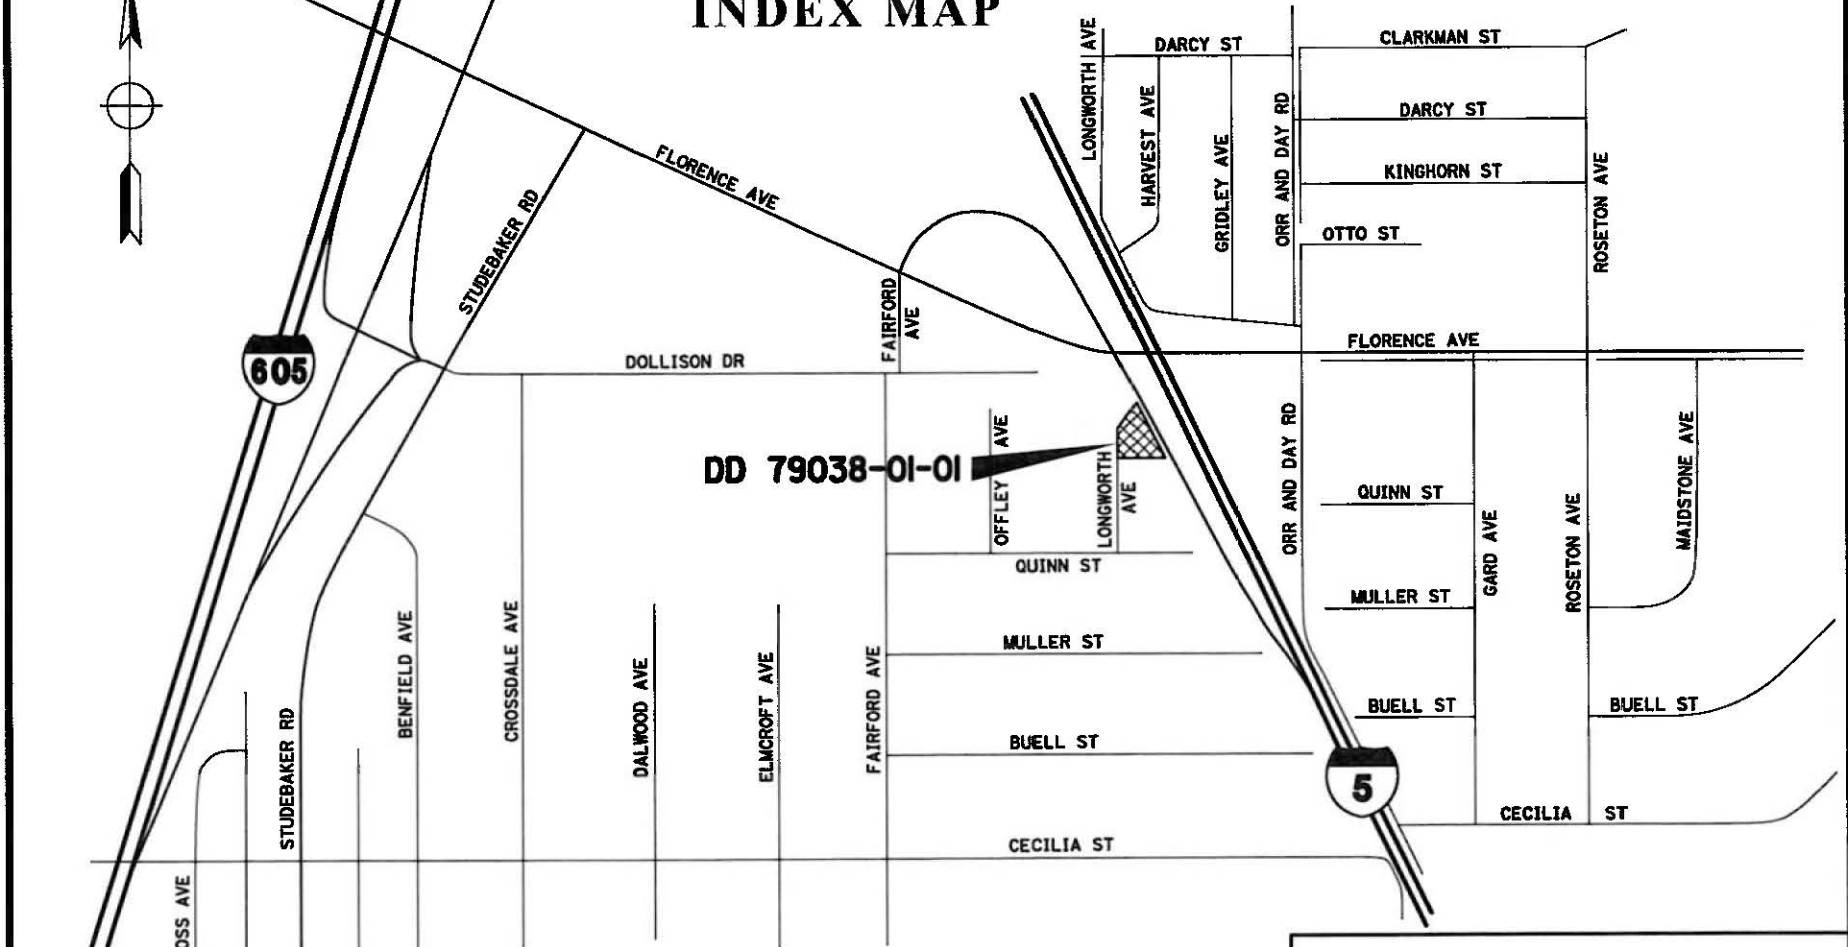 INDEX MAP
LONGWORTH AVE
DARCY ST
CLARKMAN ST
HARVEST AVE
GRIDLEY AVE
ORR AND DAY RD
DARCY ST
KINGHORN ST
ROSETON AVE
OTTO ST
FLORENCE AVE
STUDEBAKER RD
FAIRFORD
AVE
FLORENCE AVE
605
DOLLISON DR
DD 79038-01-01
OFFLEY AVE
LONGWORTH
AVE
ORR AND DAY RD
QUINN ST
GARD AVE
ROSETON AVE
MAIDSTONE AVE
QUINN ST
MULLER ST
BENFIELD AVE
CROSSDALE AVE
DALWOOD AVE
ELMCROFT AVE
FAIRFORD AVE
MULLER ST
BUELL ST
BUELL ST
STUDEBAKER RD
BUELL ST
5
CECILIA ST
CECILIA ST
OSS AVE